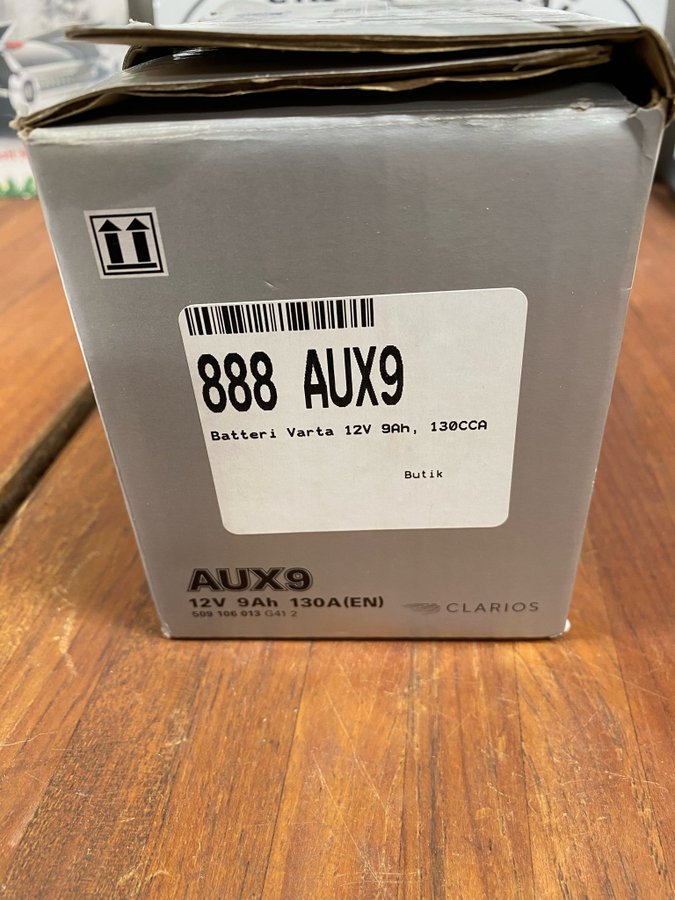 888 AUX9
Batteri Varta 12V 9Ah, 130CCA
Butik
AUX9
12V 9Ah 130A(EN)
509 106 013 G41 2
CLARIOS